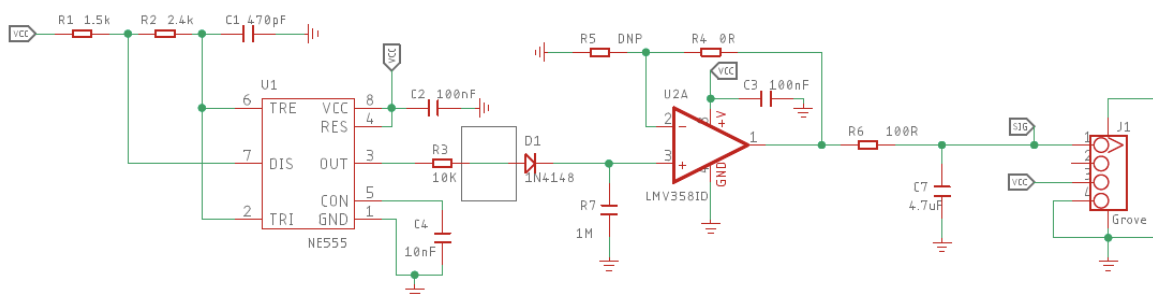 VCC
R1 1.5k
R2 2.4k
C1 470pF
U1
6 TRE
7 DIS
2 TRI
VCC 8
RES 4
OUT 3
CON 5
GND 1
NE555
VCC
C2 100nF
R3
10K
C4
10nF
D1
1N4148
R7
1M
R5 DNP
R4 0R
VCC
C3 100nF
U2A
2
3
1
8
+V
4
GND
LMV358ID
R6 100R
C7
4.7uF
SIG
VCC
J1
1
2
3
4
Grove